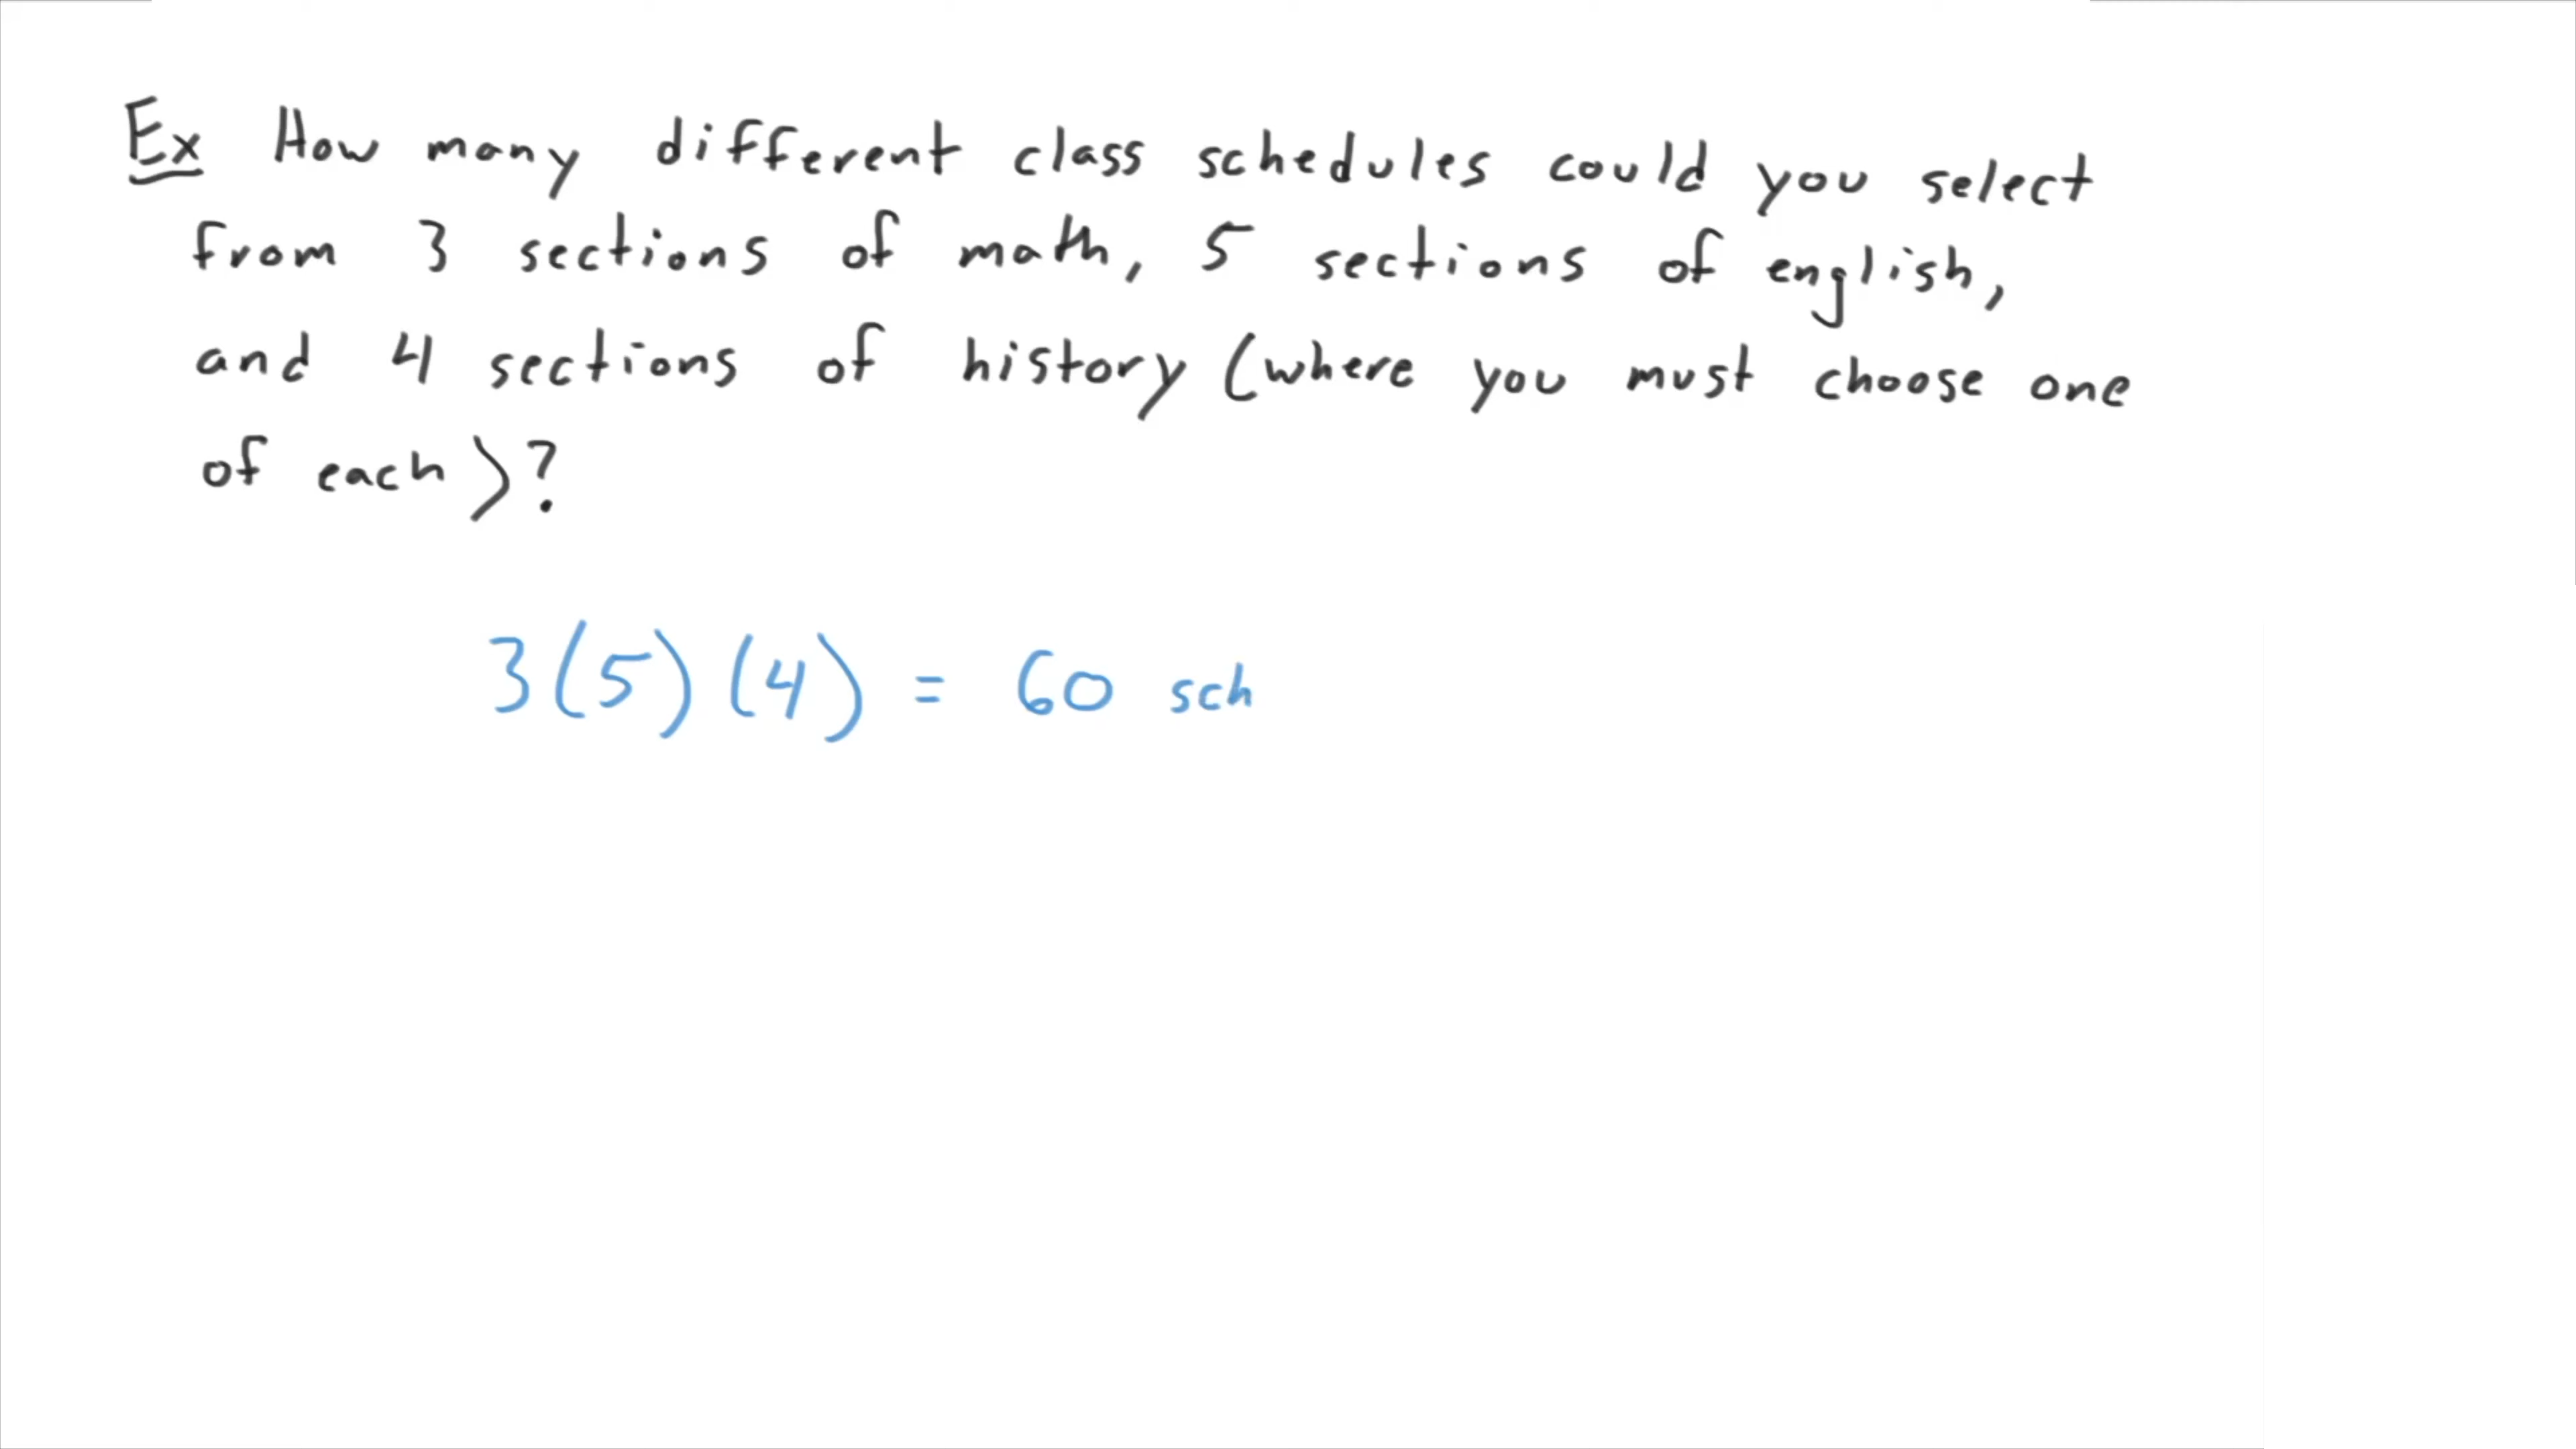 Ex How many different class schedules could you select
from 3 sections of math, 5 sections of english,
and 4 sections of history (where you must choose one
of each)?
3(5)(4) = 60 sch